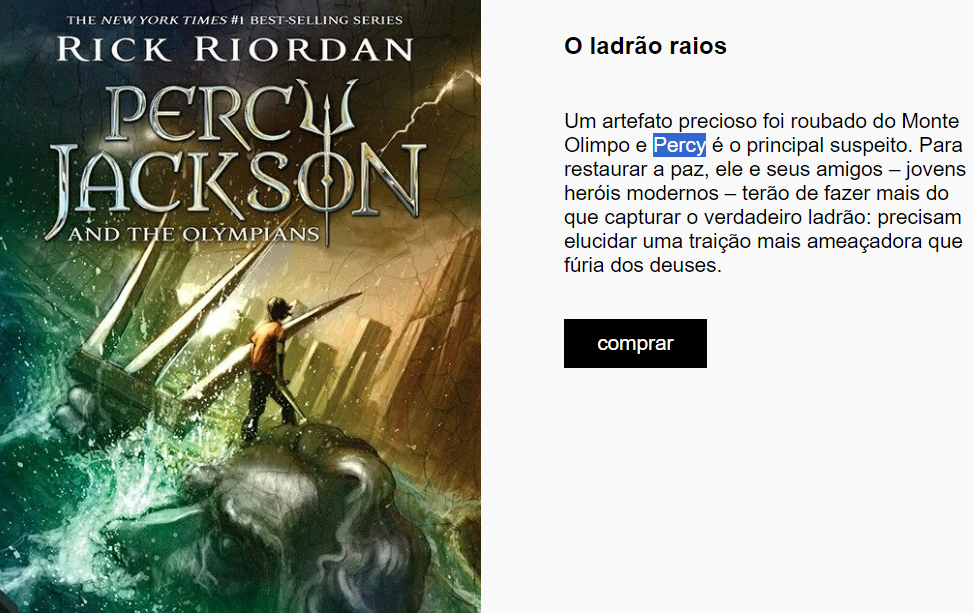 THE NEW YORK TIMES #1 BEST-SELLING SERIES
RICK RIORDAN
PERCY
JACKSON
AND THE OLYMPIANS
O ladrão raios
Um artefato precioso foi roubado do Monte
Olimpo e Percy é o principal suspeito. Para
restaurar a paz, ele e seus amigos – jovens
heróis modernos – terão de fazer mais do
que capturar o verdadeiro ladrão: precisam
elucidar uma traição mais ameaçadora que
fúria dos deuses.
comprar